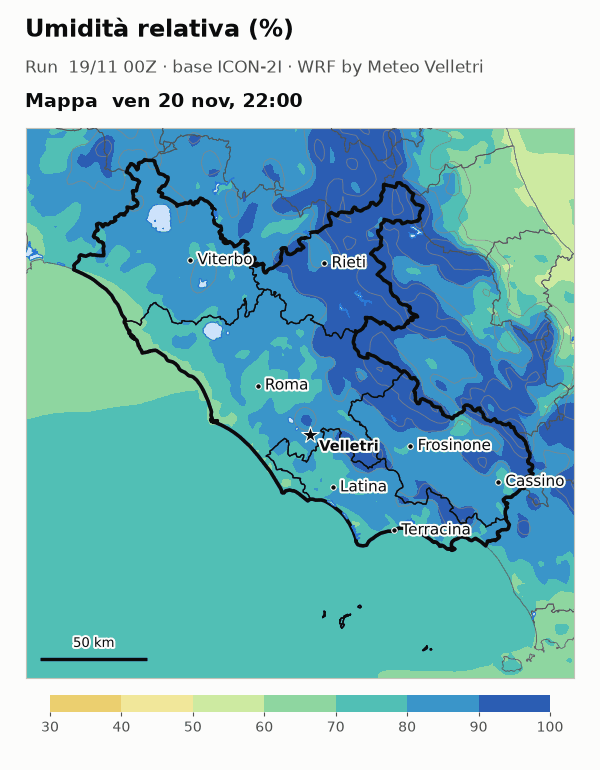 Umidità relativa (%)
Run  19/11 00Z · base ICON-2I · WRF by Meteo Velletri
Mappa  ven 20 nov, 22:00
Viterbo
Rieti
Roma
Velletri
Frosinone
Cassino
Latina
Terracina
50 km
30 40 50 60 70 80 90 100